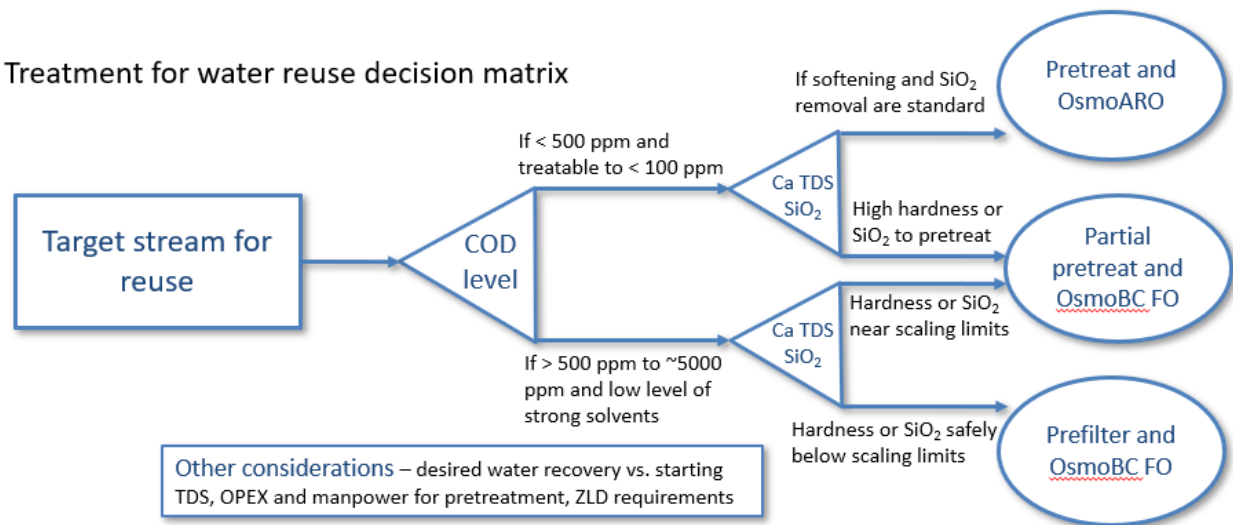 Treatment for water reuse decision matrix
Target stream for
reuse
COD
level
If < 500 ppm and
treatable to < 100 ppm
If > 500 ppm to ~5000
ppm and low level of
strong solvents
Ca TDS
SiO₂
If softening and SiO₂
removal are standard
High hardness or
SiO₂ to pretreat
Ca TDS
SiO₂
Hardness or SiO₂
near scaling limits
Hardness or SiO₂ safely
below scaling limits
Pretreat and
OsmoARO
Partial
pretreat and
OsmoBC FO
Prefilter and
OsmoBC FO
Other considerations – desired water recovery vs. starting
TDS, OPEX and manpower for pretreatment, ZLD requirements